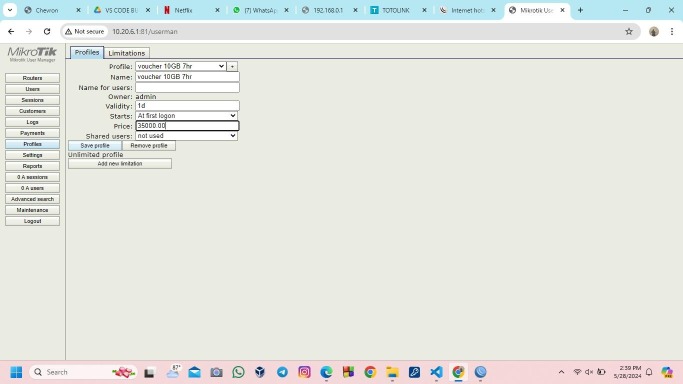 Chevron
VS CODE BU
Netflix
(7) WhatsAp
192.168.0.1
TOTOLINK
Internet ho
Mikrotik Use
Not secure
10.20.6.1:81/userman
MikroTik
Mikrotik User Manager
Routers
Users
Sessions
Customers
Logs
Payments
Profiles
Settings
Reports
0 A sessions
0 A users
Advanced search
Maintenance
Logout
Profiles
Limitations
Profile: voucher 10GB 7hr +
Name: voucher 10GB 7hr
Name for users:
Owner: admin
Validity: 1d
Starts: At first logon
Price: 35000.00
Shared users: not used
Save profile
Remove profile
Unlimited profile
Add new limitation
Search
87°
2:39 PM
5/28/2024